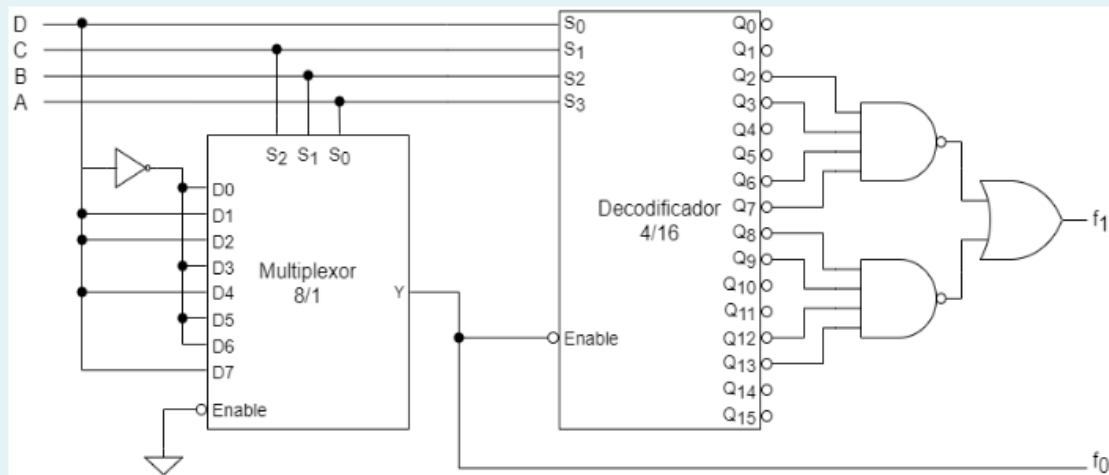 D
C
B
A
S₂ S₁ S₀
D0
D1
D2
D3
D4
D5
D6
D7
Multiplexor
8/1
Y
Enable
S₀
S₁
S₂
S₃
Decodificador
4/16
Enable
Q₀
Q₁
Q₂
Q₃
Q₄
Q₅
Q₆
Q₇
Q₈
Q₉
Q₁₀
Q₁₁
Q₁₂
Q₁₃
Q₁₄
Q₁₅
f₁
f₀